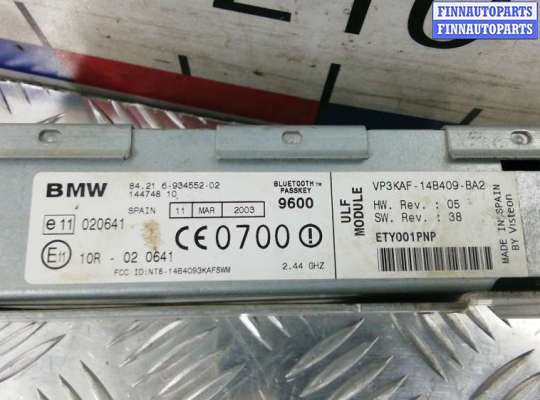 FINNAUTOPARTS
FINNAUTOPARTS
BMW
84.21 6-934552-02
144748 10
SPAIN 11 MAR 2003
BLUETOOTH™
PASSKEY
9600
e11 020641
CE0700
E11 10R - 02 0641
FCC ID:NT8-14B4093KAFSWM
2.44 GHZ
ULF
MODULE
VP3KAF-14B409-BA2
HW. Rev. : 05
SW. Rev. : 38
ETY001PNP
MADE IN SPAIN
BY Visteon